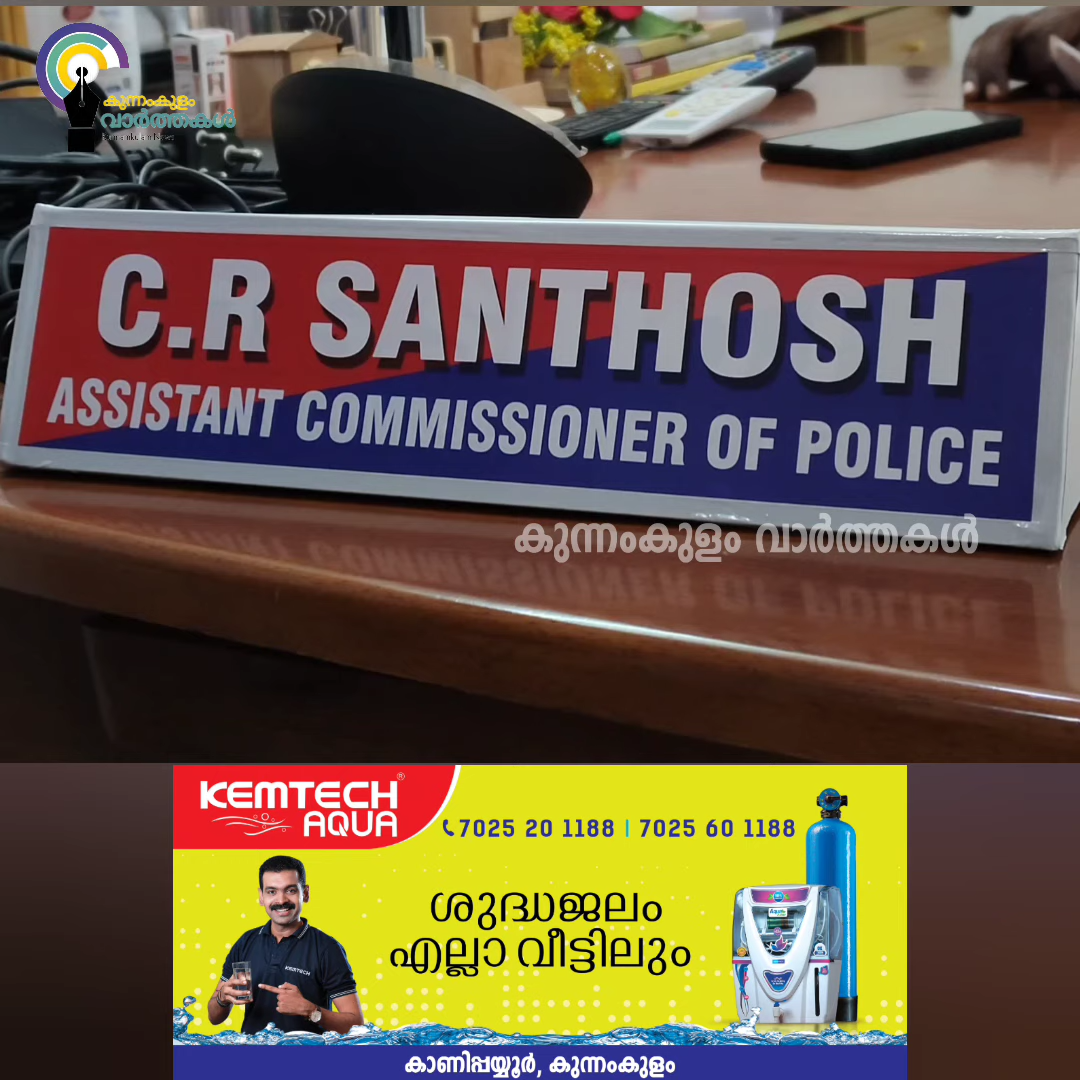 കുന്നംകുളം
വാർത്തകൾ
C.R SANTHOSH
ASSISTANT COMMISSIONER OF POLICE
കുന്നംകുളം വാർത്തകൾ
KEMTECH®
AQUA
7025 20 1188 | 7025 60 1188
ശുദ്ധജലം
എല്ലാ വീട്ടിലും
KEMTECH
കാണിപ്പയ്യൂർ, കുന്നംകുളം